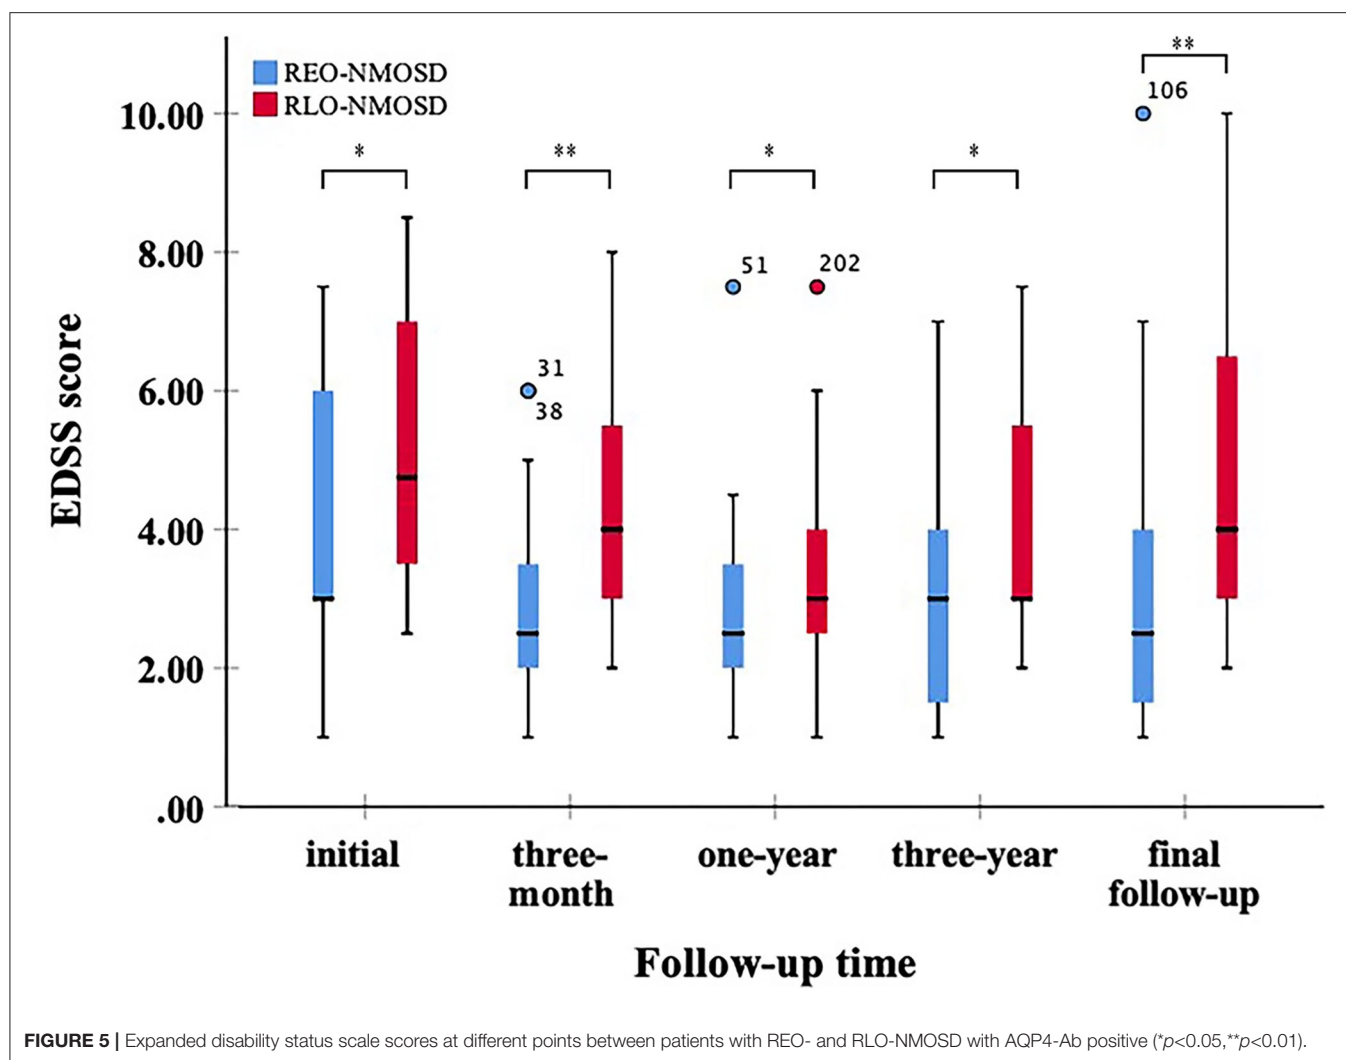 REO-NMOSD
RLO-NMOSD
**
106
10.00
*
**
*
*
8.00
51
202
6.00
31
38
4.00
2.00
.00
EDSS score
initial
three-
month
one-year
three-year
final
follow-up
Follow-up time
FIGURE 5 | Expanded disability status scale scores at different points between patients with REO- and RLO-NMOSD with AQP4-Ab positive (*p<0.05,**p<0.01).